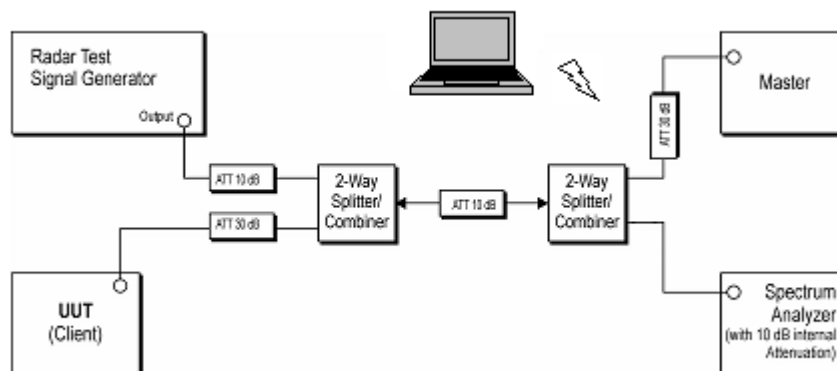 Radar Test
Signal Generator
Output
Master
ATT 30 dB
ATT 10 dB
2-Way
Splitter/
Combiner
ATT 10 dB
2-Way
Splitter/
Combiner
ATT 30 dB
UUT
(Client)
Spectrum
Analyzer
(with 10 dB internal
Attenuation)